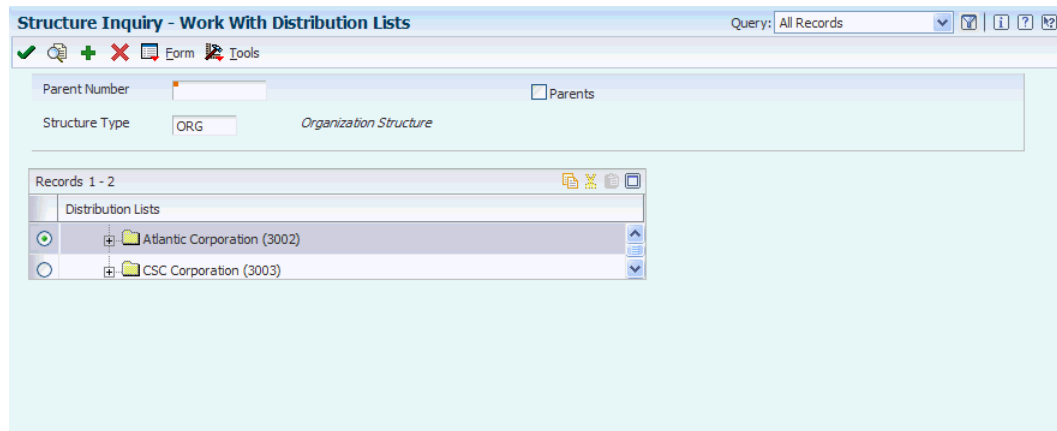 Structure Inquiry - Work With Distribution Lists Query: All Records
Form Tools
Parent Number Parents
Structure Type ORG Organization Structure
Records 1 - 2
Distribution Lists
Atlantic Corporation (3002)
CSC Corporation (3003)